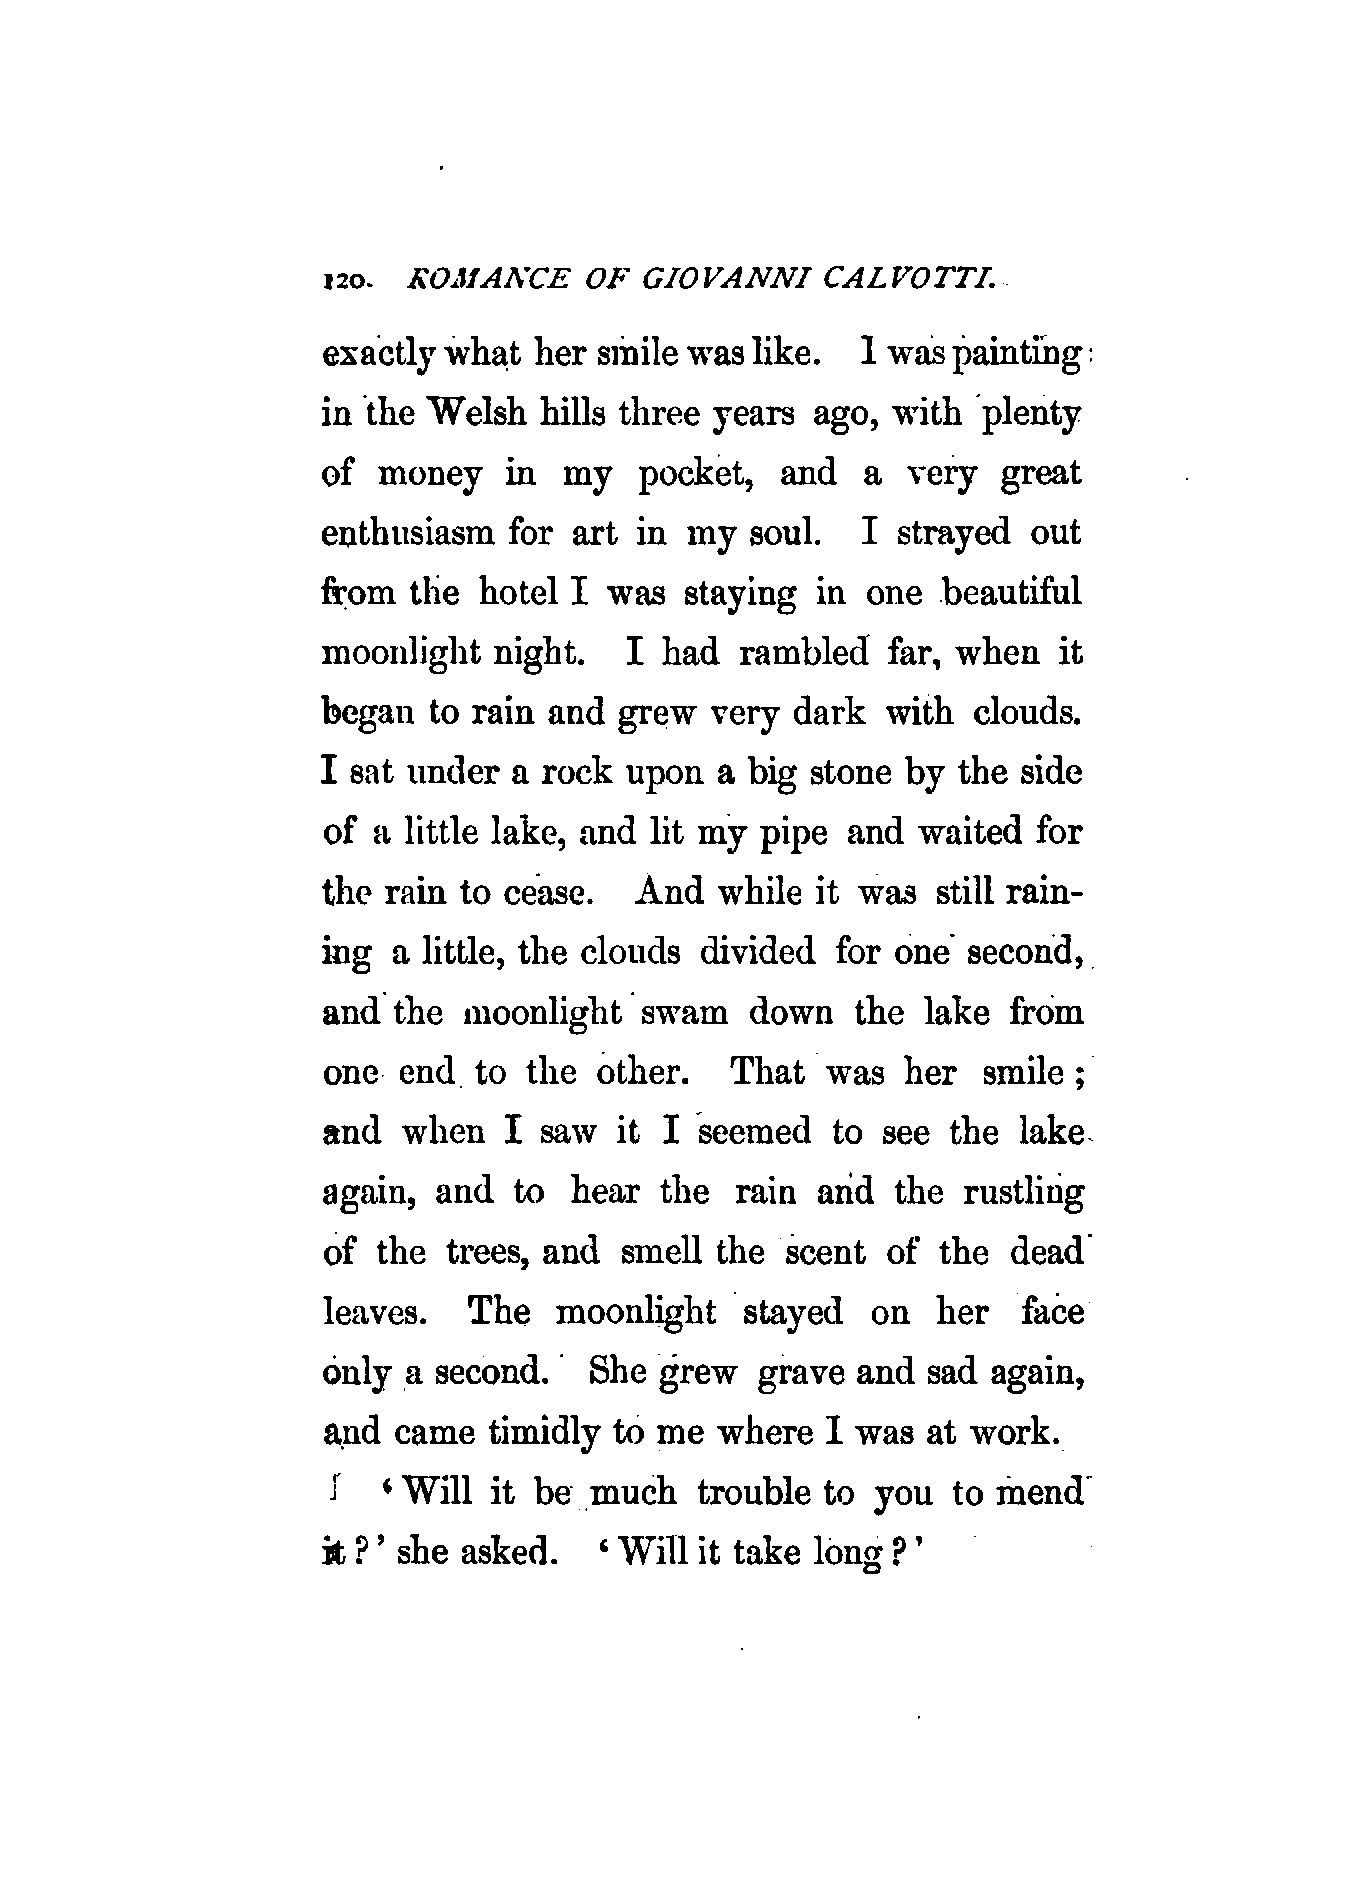 120. ROMANCE OF GIOVANNI CALVOTTI.
exactly what her smile was like. I was painting
in the Welsh hills three years ago, with plenty
of money in my pocket, and a very great
enthusiasm for art in my soul. I strayed out
from the hotel I was staying in one beautiful
moonlight night. I had rambled far, when it
began to rain and grew very dark with clouds.
I sat under a rock upon a big stone by the side
of a little lake, and lit my pipe and waited for
the rain to cease. And while it was still rain-
ing a little, the clouds divided for one second,
and the moonlight swam down the lake from
one end to the other. That was her smile ;
and when I saw it I seemed to see the lake
again, and to hear the rain and the rustling
of the trees, and smell the scent of the dead
leaves. The moonlight stayed on her face
only a second. She grew grave and sad again,
and came timidly to me where I was at work.
‘ Will it be much trouble to you to mend
it ? ’ she asked. ‘ Will it take long ? ’